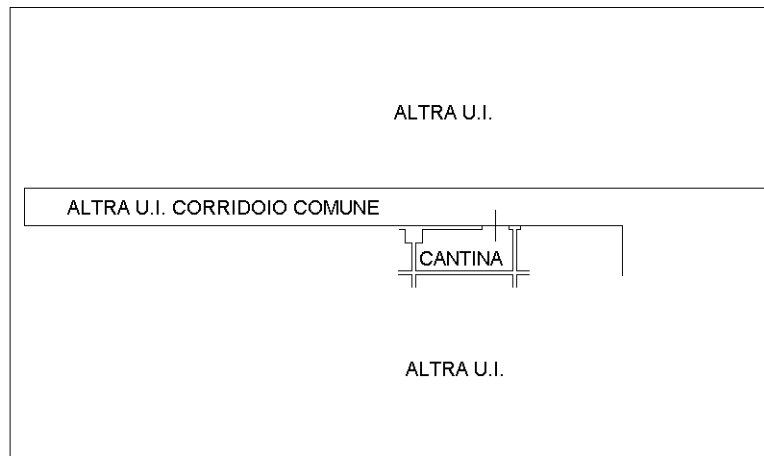 ALTRA U.I.
ALTRA U.I. CORRIDOIO COMUNE
CANTINA
ALTRA U.I.